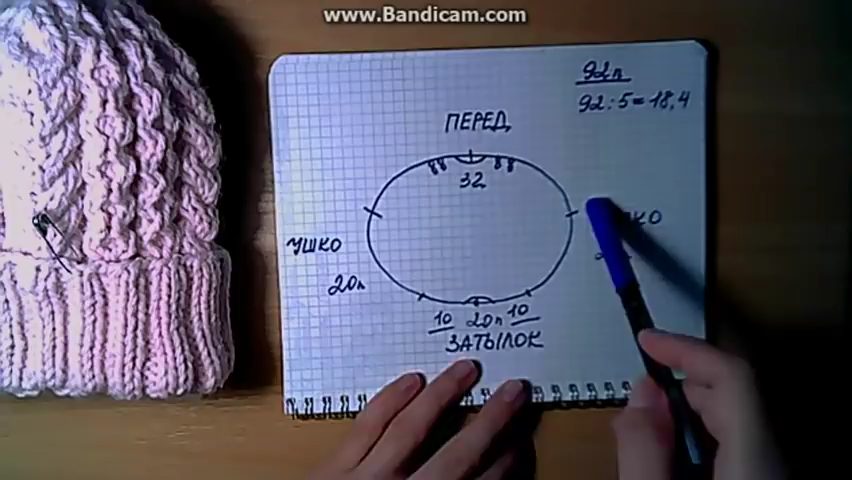 www.Bandicam.com
92п
92:5=18,4
ПЕРЕД
32
УШКО
20п
10 20п 10
ЗАТЫЛОК